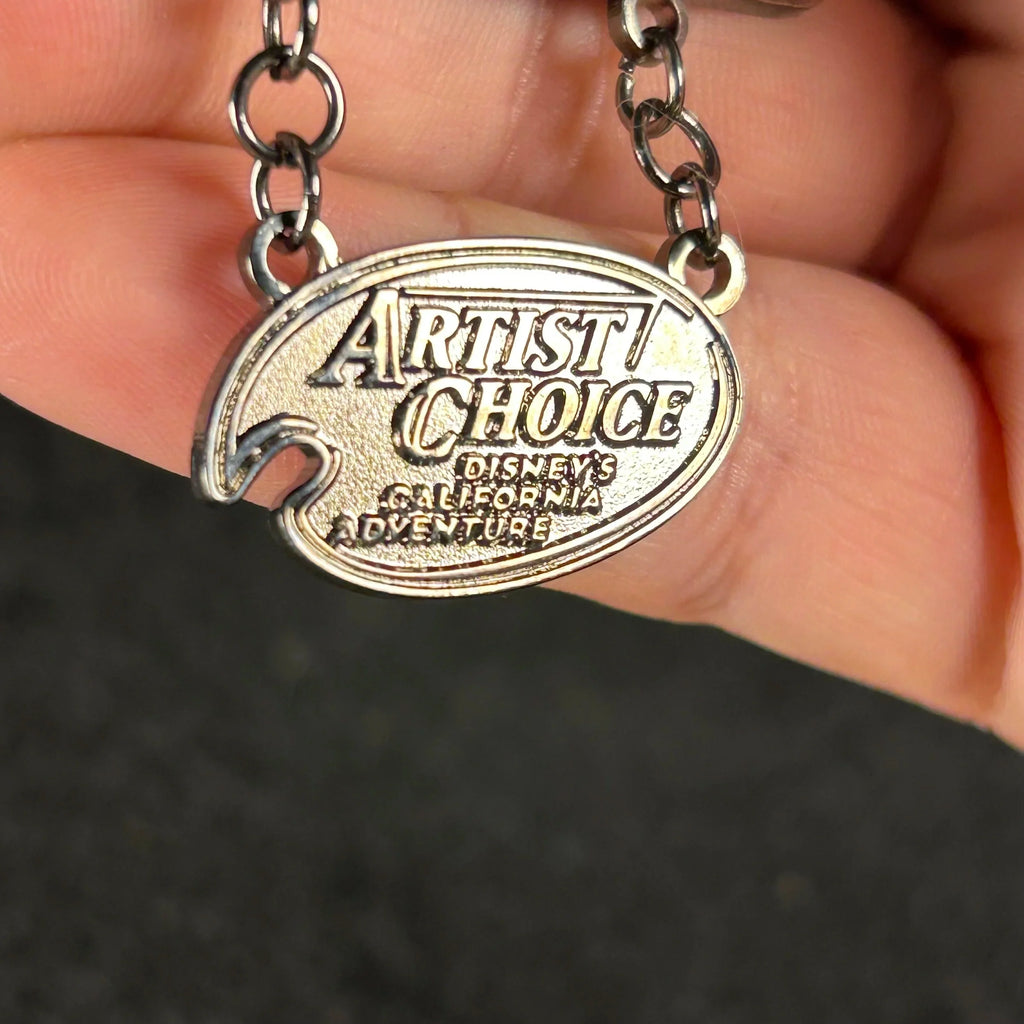 ARTIST
CHOICE
DISNEY'S
CALIFORNIA
ADVENTURE